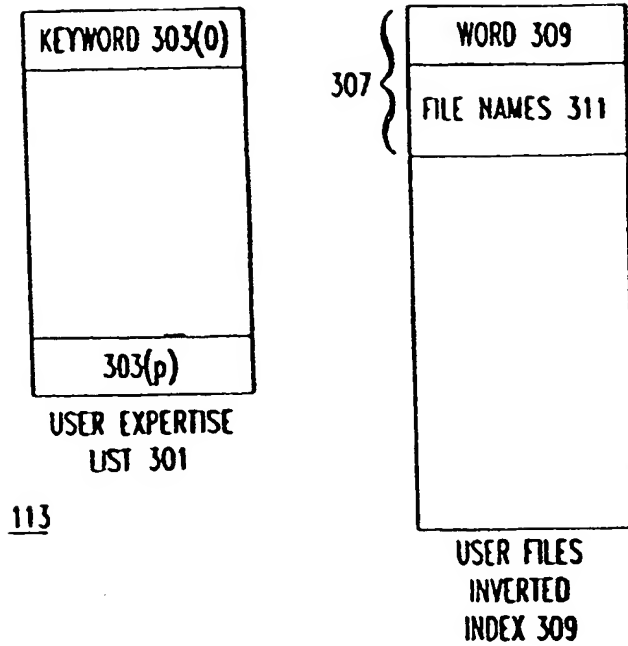 KEYWORD 303(0)
303(p)
USER EXPERTISE
LIST 301
113
307
WORD 309
FILE NAMES 311
USER FILES
INVERTED
INDEX 309